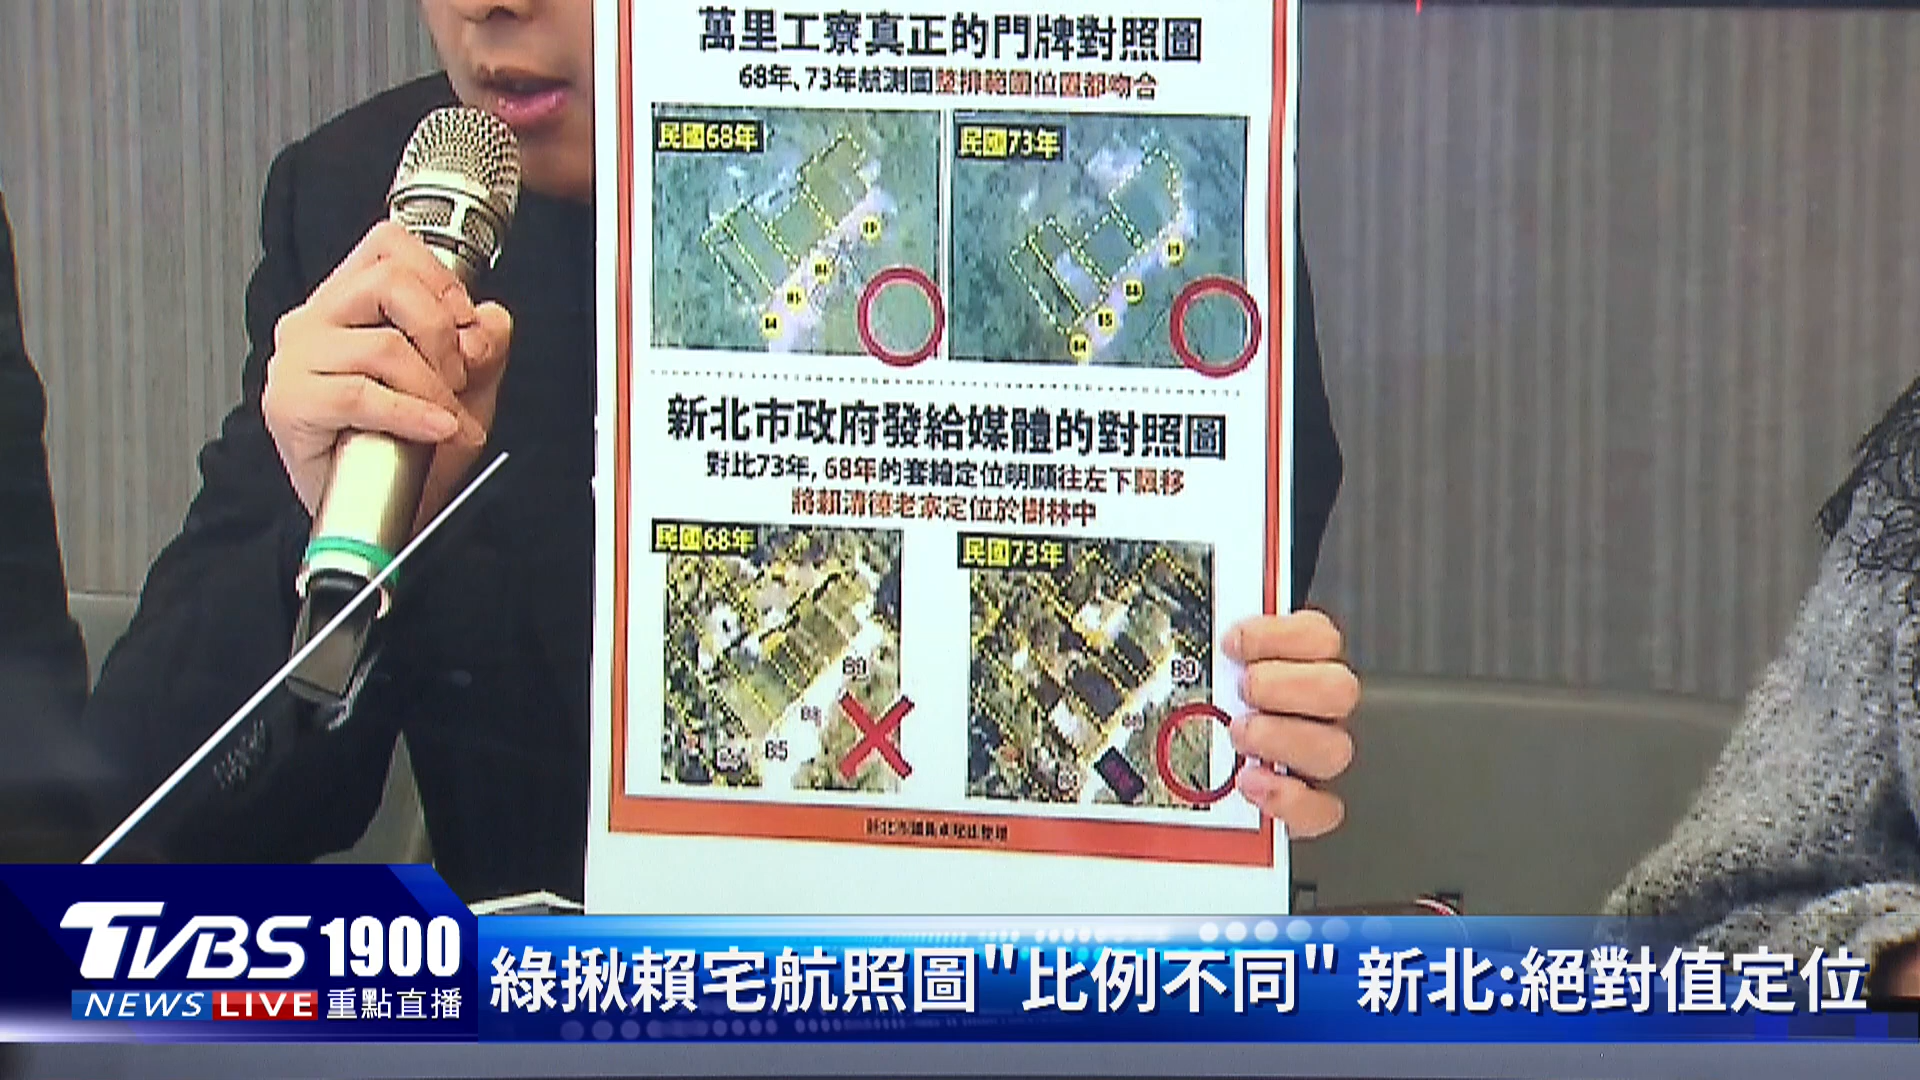 萬里工寮真正的門牌對照圖
68年、73年航測圖整排範圍位置都吻合
民國68年
民國73年
84
85
84
新北市政府發給媒體的對照圖
對比73年, 68年的套繪定位明顯往左下飄移
將賴清德老家定位於樹林中
民國68年
民國73年
89
85
89
TVBS 1900
NEWS LIVE 重點直播
綠揪賴宅航照圖"比例不同" 新北:絕對值定位